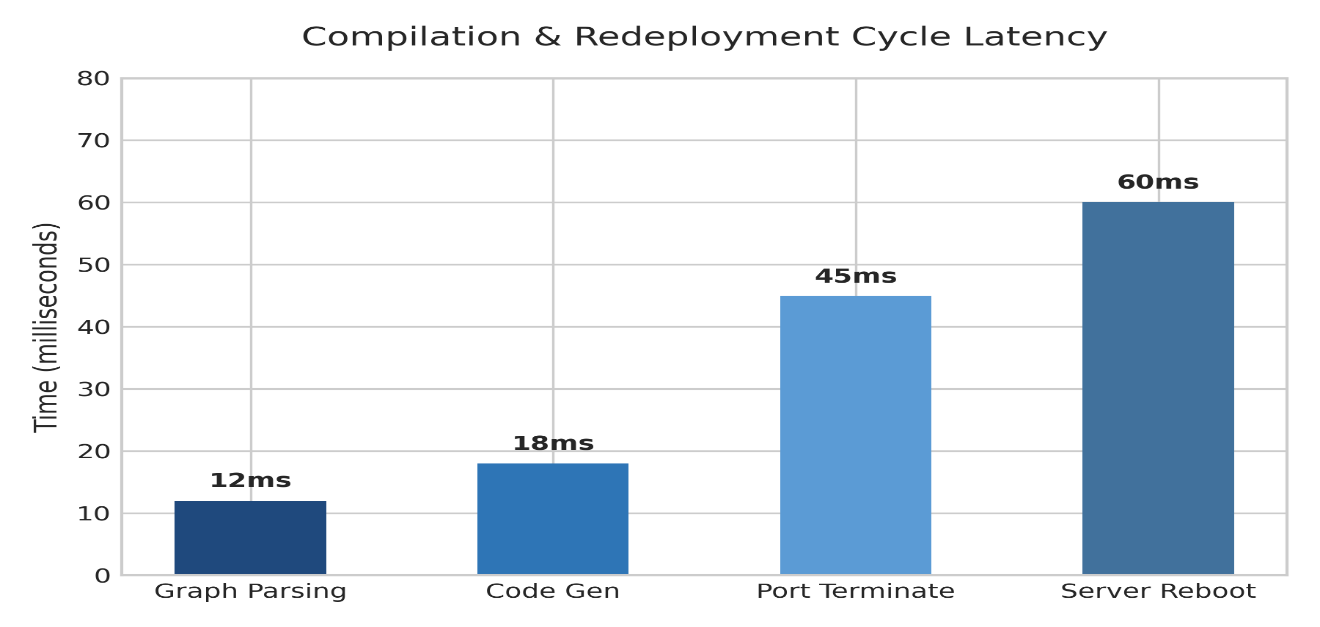 Compilation & Redeployment Cycle Latency
Time (milliseconds)
80
70
60
50
40
30
20
10
0
12ms
18ms
45ms
60ms
Graph Parsing
Code Gen
Port Terminate
Server Reboot